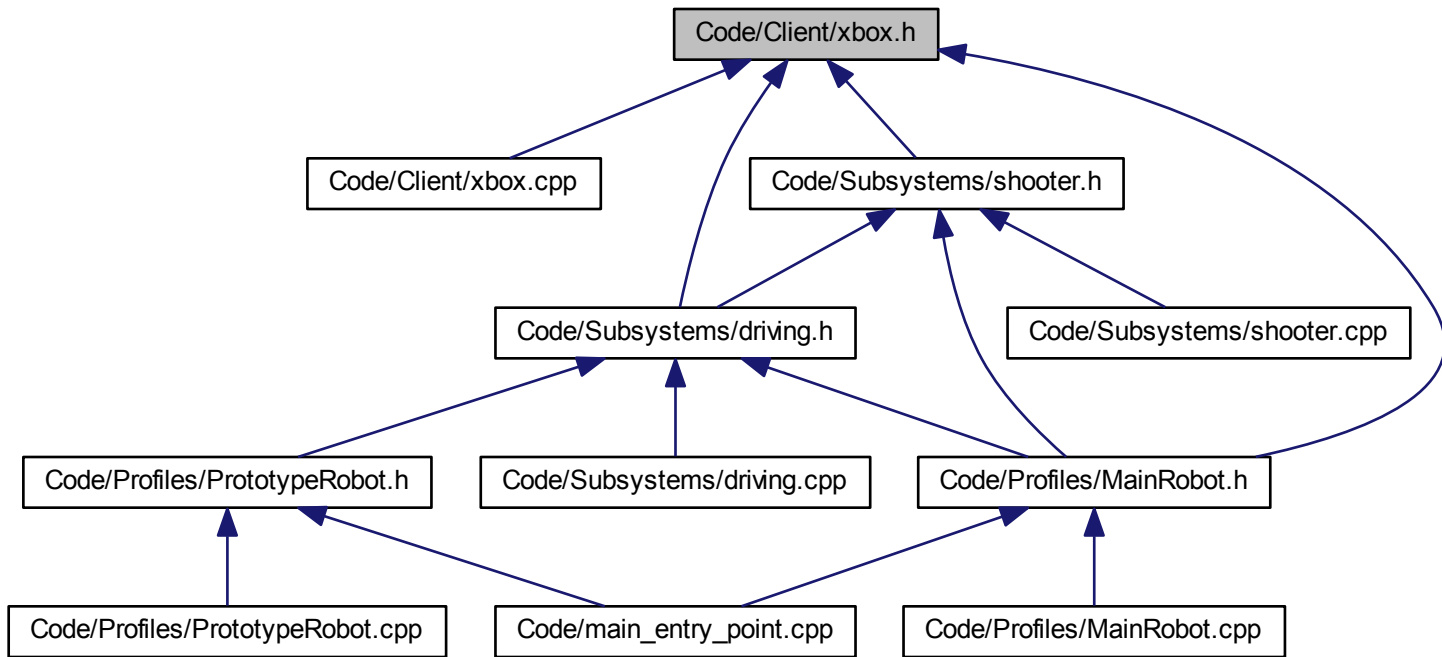 Code/Client/xbox.h
Code/Client/xbox.cpp
Code/Subsystems/shooter.h
Code/Subsystems/driving.h
Code/Subsystems/shooter.cpp
Code/Profiles/PrototypeRobot.h
Code/Subsystems/driving.cpp
Code/Profiles/MainRobot.h
Code/Profiles/PrototypeRobot.cpp
Code/main_entry_point.cpp
Code/Profiles/MainRobot.cpp